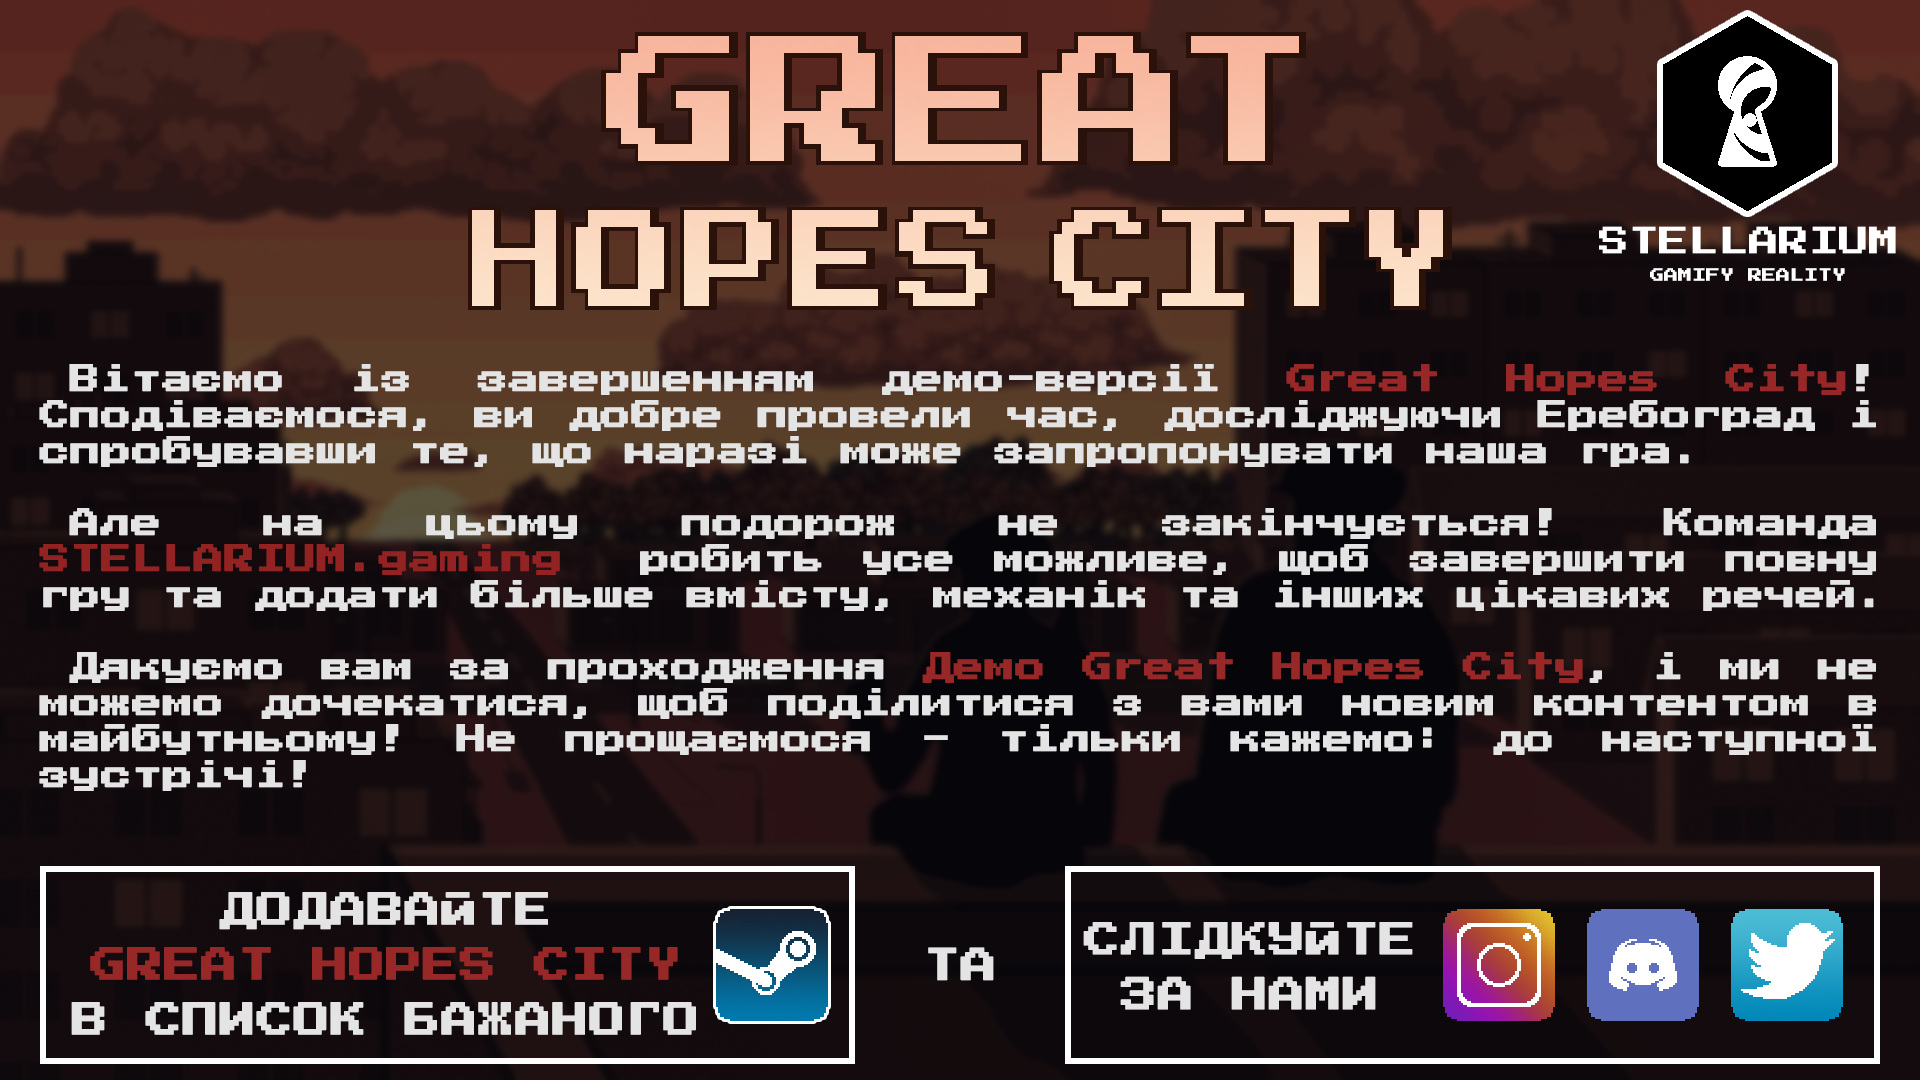 GREAT
HOPES CITY
STELLARIUM
GAMIFY REALITY
Вітаємо із завершенням демо-версії Great Hopes City!
Сподіваємося, ви добре провели час, досліджуючи Еребоград і
спробувавши те, що наразі може запропонувати наша гра.
Але на цьому подорож не закінчується! Команда
STELLARIUM.gaming робить усе можливе, щоб завершити повну
гру та додати більше вмісту, механік та інших цікавих речей.
Дякуємо вам за проходження Демо Great Hopes City, і ми не
можемо дочекатися, щоб поділитися з вами новим контентом в
майбутньому! Не прощаємося - тільки кажемо: до наступної
зустрічі!
ДОДАВАйТЕ
GREAT HOPES CITY
В СПИСОК БАЖАНОГО
ТА
СЛІДКУйТЕ
ЗА НАМИ